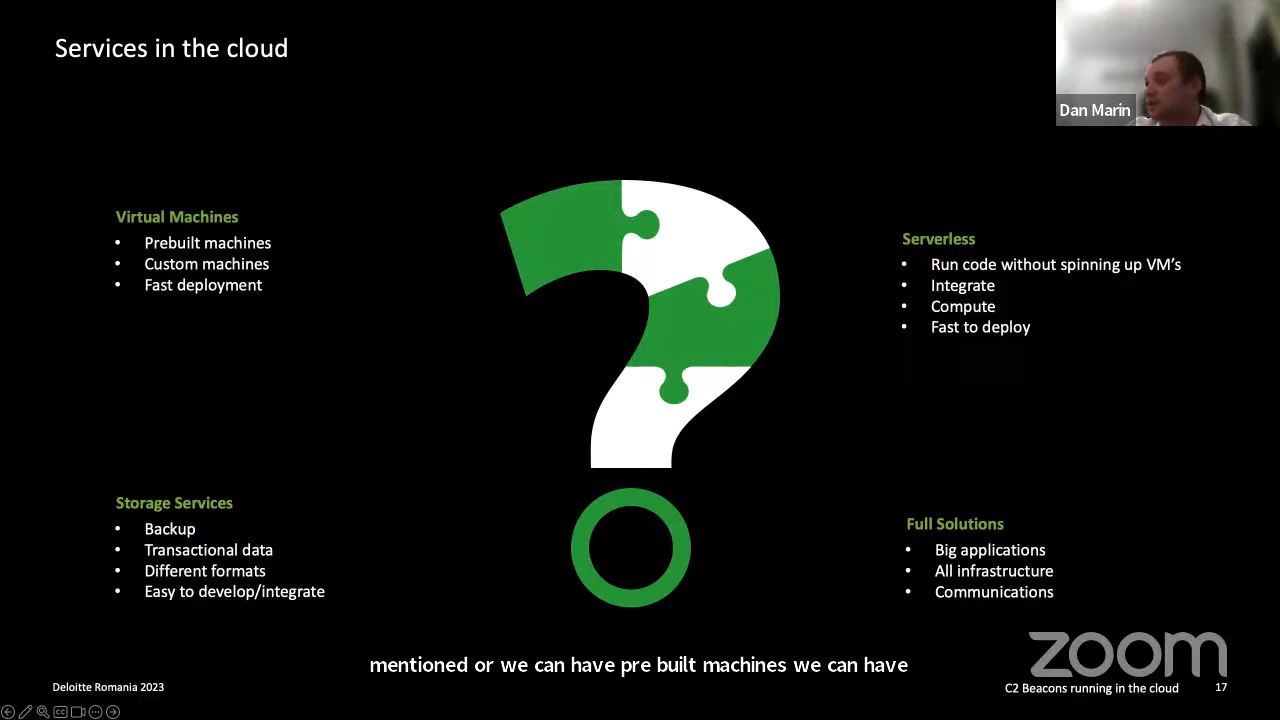 Services in the cloud
Dan Marin
Virtual Machines
• Prebuilt machines
• Custom machines
• Fast deployment
Serverless
• Run code without spinning up VM's
• Integrate
• Compute
• Fast to deploy
Storage Services
• Backup
• Transactional data
• Different formats
• Easy to develop/integrate
Full Solutions
• Big applications
• All infrastructure
• Communications
mentioned or we can have pre built machines we can have
zoom
Deloitte Romania 2023
C2 Beacons running in the cloud 17
CC